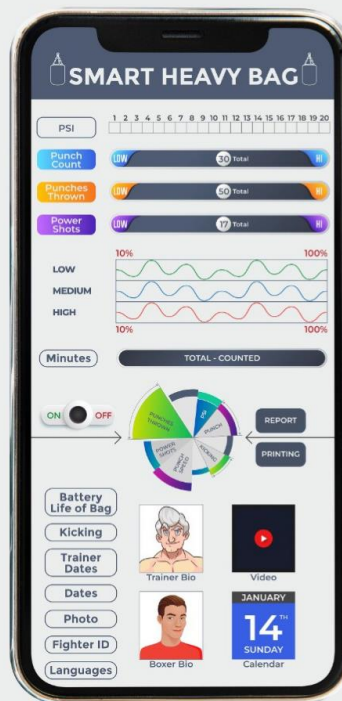 SMART HEAVY BAG
PSI
1 2 3 4 5 6 7 8 9 10 11 12 13 14 15 16 17 18 19 20
Punch
Count
LOW 30 Total HI
Punches
Thrown
LOW 50 Total HI
Power
Shots
LOW 17 Total HI
10% 100%
LOW
MEDIUM
HIGH
10% 100%
Minutes
TOTAL - COUNTED
ON OFF
PUNCHES
THROWN
PSI
PUNCH
KICKING
PUNCH SPEED
POWER
SHOTS
REPORT
PRINTING
Battery
Life of Bag
Kicking
Trainer
Dates
Dates
Photo
Fighter ID
Languages
Trainer Bio
Video
Boxer Bio
JANUARY
14TH
SUNDAY
Calendar